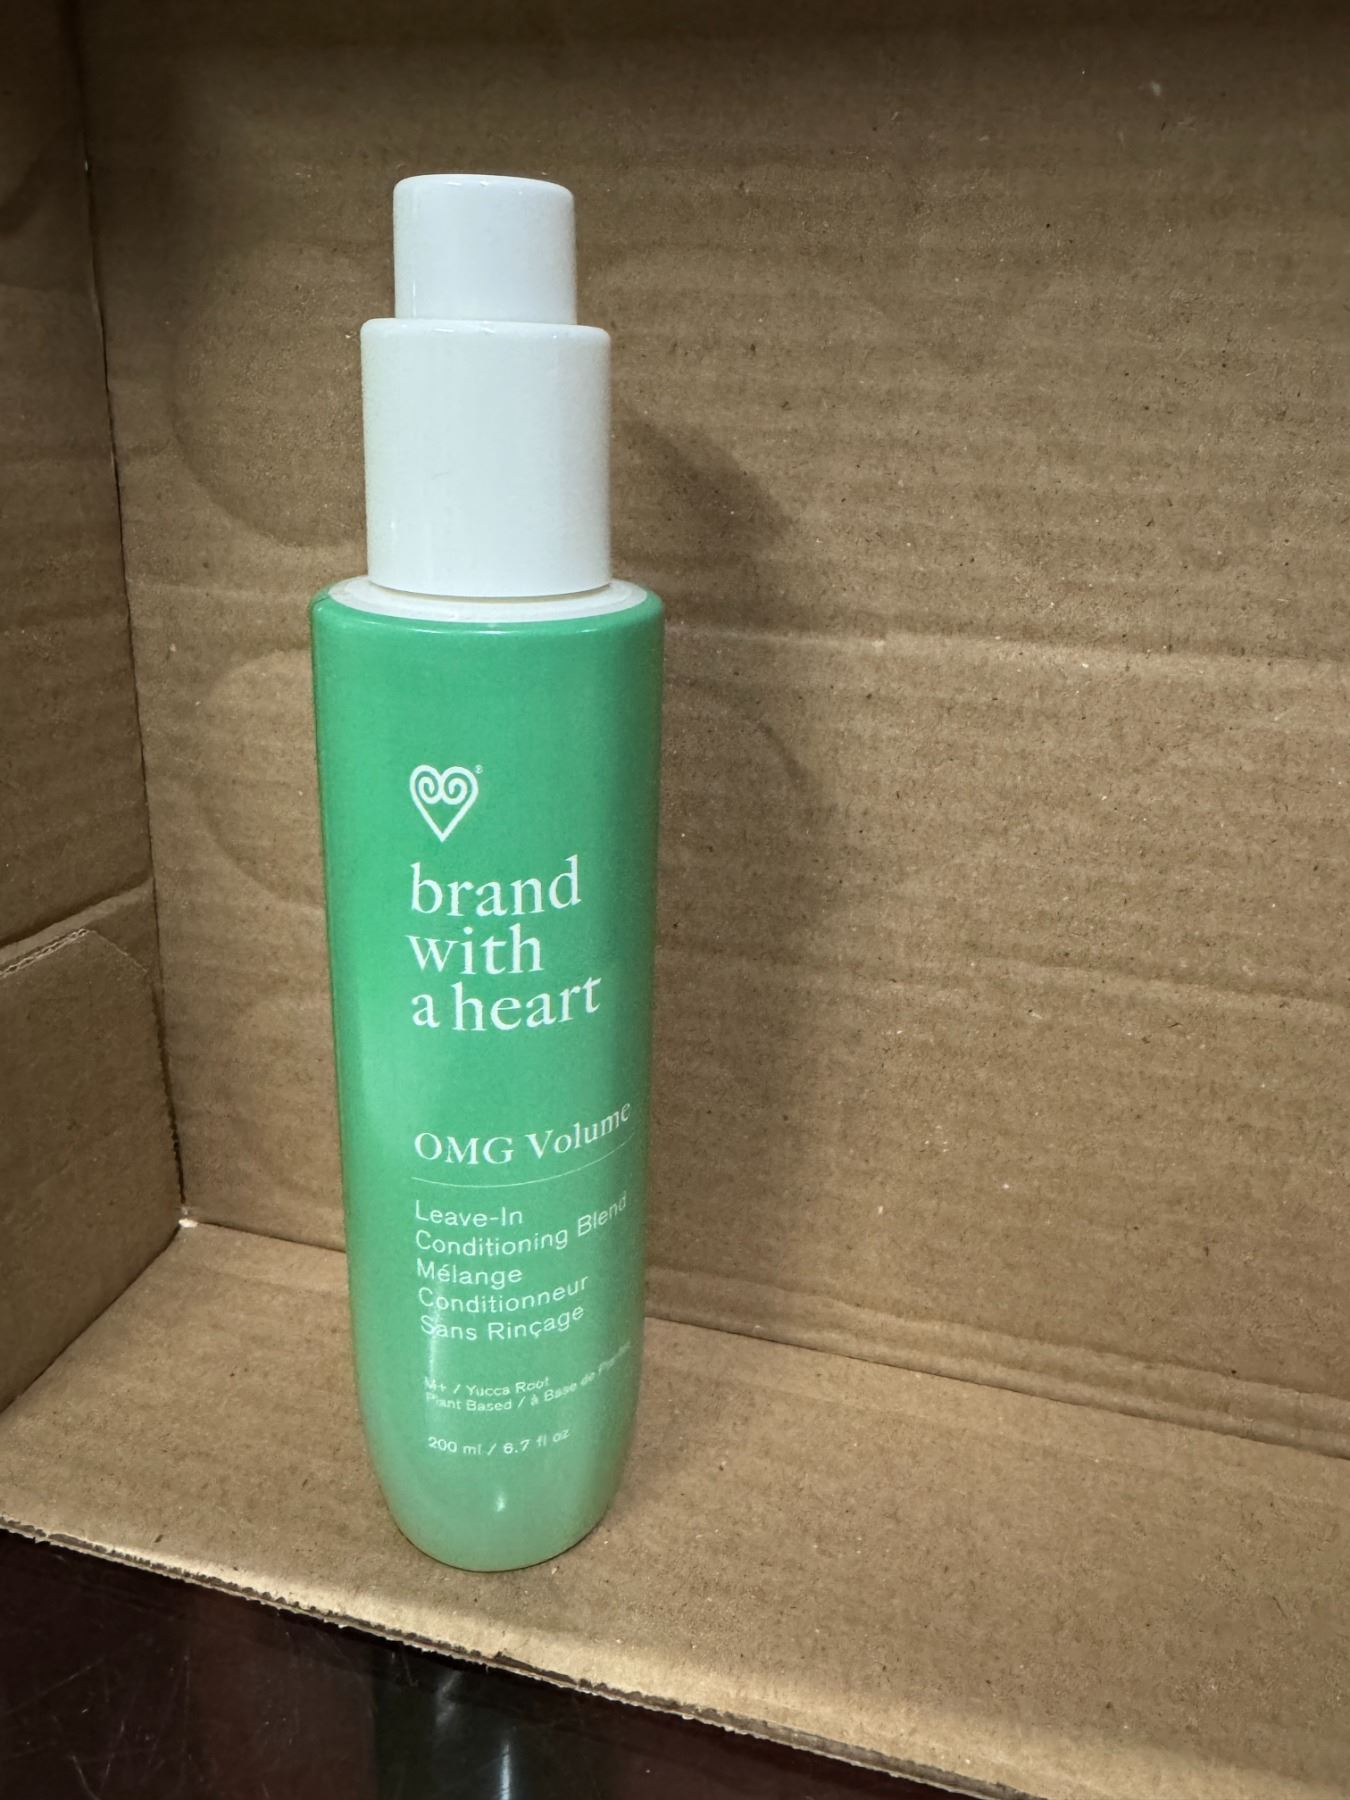 ®
brand
with
a heart
OMG Volume
Leave-In
Conditioning Blend
Mélange
Conditionneur
Sans Rinçage
M+ / Yucca Root
Plant Based / à Base de Plantes
200 ml / 6.7 fl oz